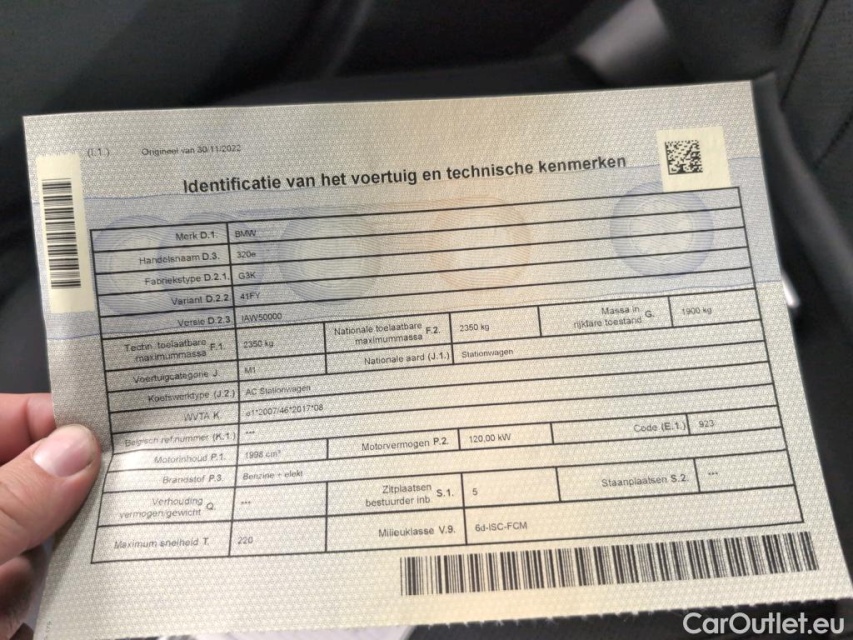 (I.1.) Origineel van 30/11/2022
Identificatie van het voertuig en technische kenmerken
Merk D.1. BMW
Handelsnaam D.3. 320e
Fabriekstype D.2.1. G3K
Variant D.2.2. 41FY
Versie D.2.3. IAW50000
Techn. toelaatbare maximummassa F.1. 2350 kg Nationale toelaatbare maximummassa F.2. 2350 kg Massa in rijklare toestand G. 1900 kg
Voertuigcategorie J. M1 Nationale aard (J.1.) Stationwagen
Koetswerktype (J.2.) AC Stationwagen
WVTA K. e1*2007/46*2017*08
Belgisch ref.nummer (K.1.) ***
Motorinhoud P.1. 1998 cm³ Motorvermogen P.2. 120,00 kW Code (E.1.) 923
Brandstof P.3. Benzine + elekt
Verhouding vermogen/gewicht Q. *** Zitplaatsen bestuurder inb. S.1. 5 Staanplaatsen S.2. ***
Maximum snelheid T. 220 Milieuklasse V.9. 6d-ISC-FCM
CarOutlet.eu